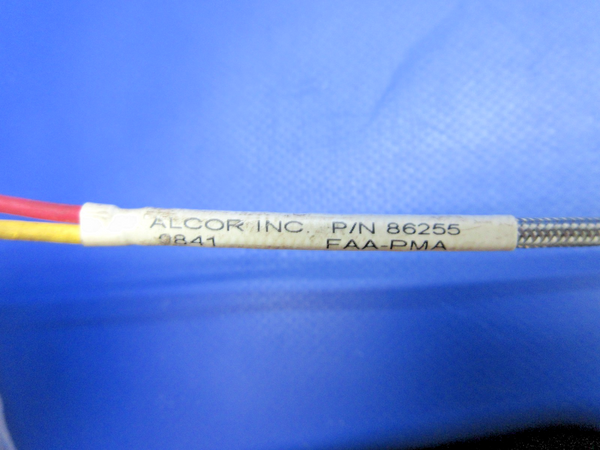 ALCOR INC. P/N 86255
9841 FAA-PMA